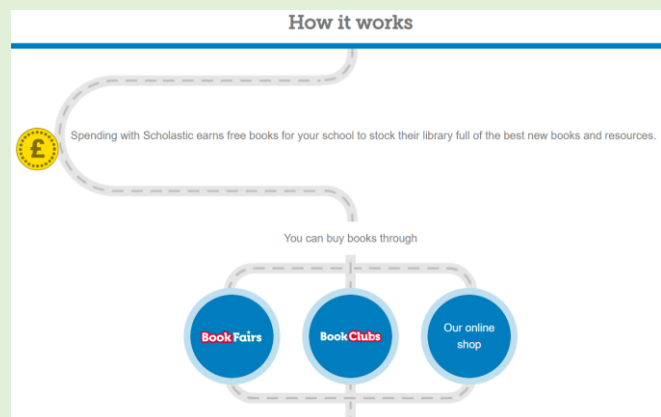 How it works
£
Spending with Scholastic earns free books for your school to stock their library full of the best new books and resources.
You can buy books through
Book Fairs
Book Clubs
Our online
shop